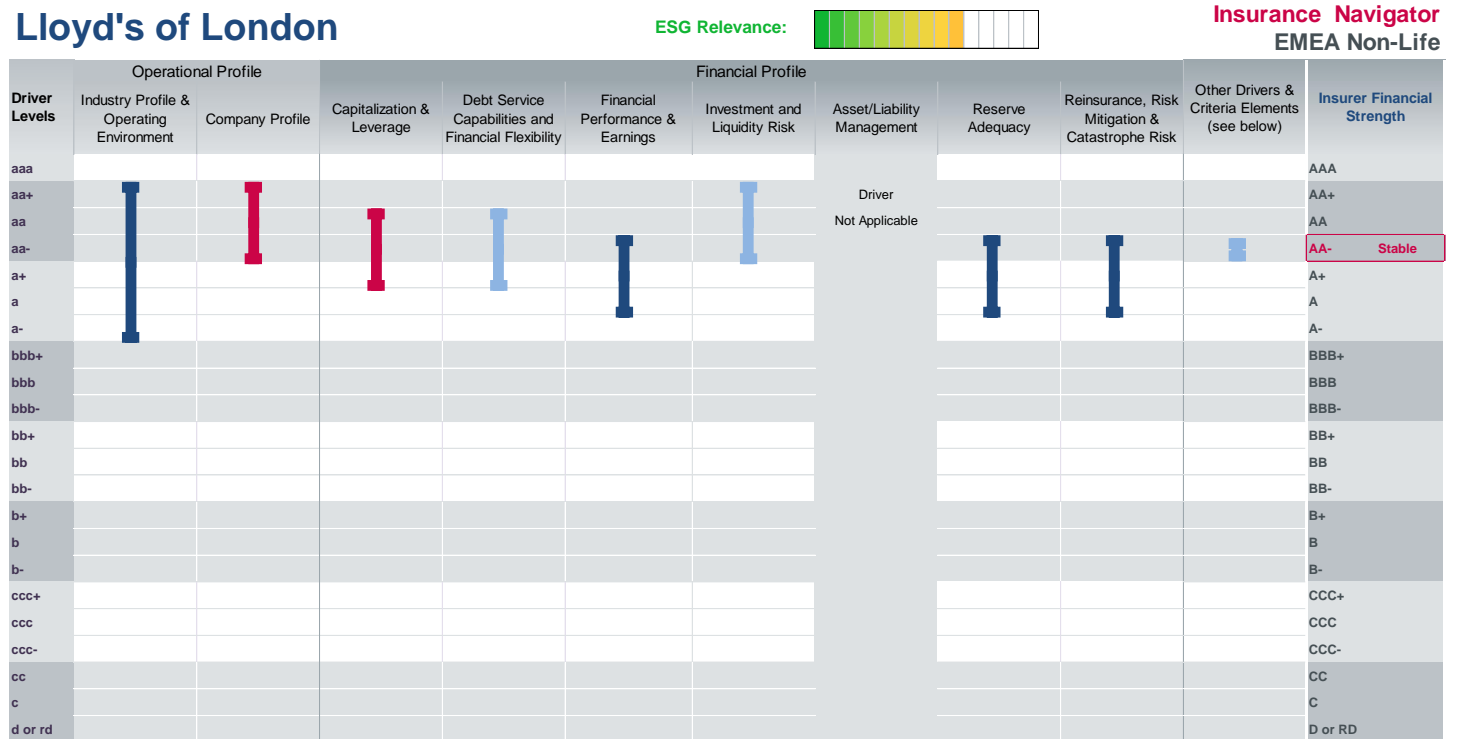 Lloyd's of London
ESG Relevance:
Insurance Navigator
EMEA Non-Life
Operational Profile
Financial Profile
Driver
Levels
Industry Profile &
Operating
Environment
Company Profile
Capitalization &
Leverage
Debt Service
Capabilities and
Financial Flexibility
Financial
Performance &
Earnings
Investment and
Liquidity Risk
Asset/Liability
Management
Reserve
Adequacy
Reinsurance, Risk
Mitigation &
Catastrophe Risk
Other Drivers &
Criteria Elements
(see below)
Insurer Financial
Strength
aaa AAA
aa+ Driver AA+
aa Not Applicable AA
aa- AA- Stable
a+ A+
a A
a- A-
bbb+ BBB+
bbb BBB
bbb- BBB-
bb+ BB+
bb BB
bb- BB-
b+ B+
b B
b- B-
ccc+ CCC+
ccc CCC
ccc- CCC-
cc CC
c C
d or rd D or RD